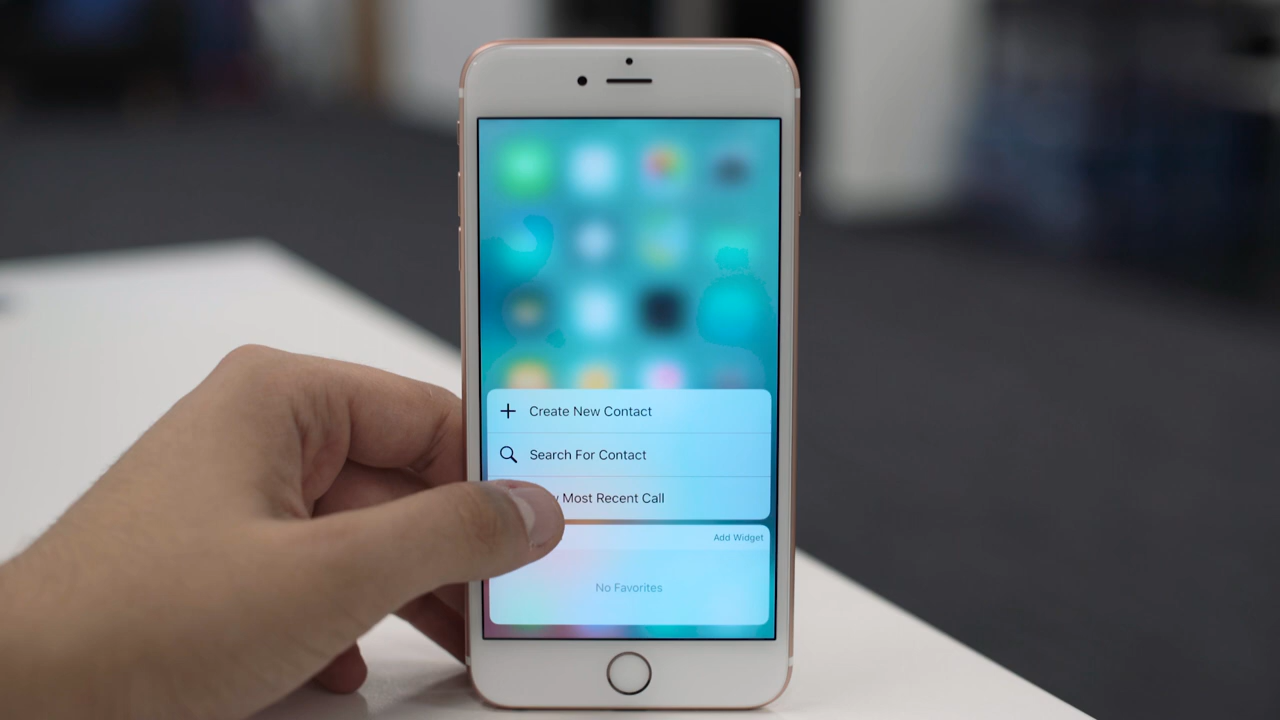 Create New Contact
Search For Contact
Most Recent Call
Add Widget
No Favorites